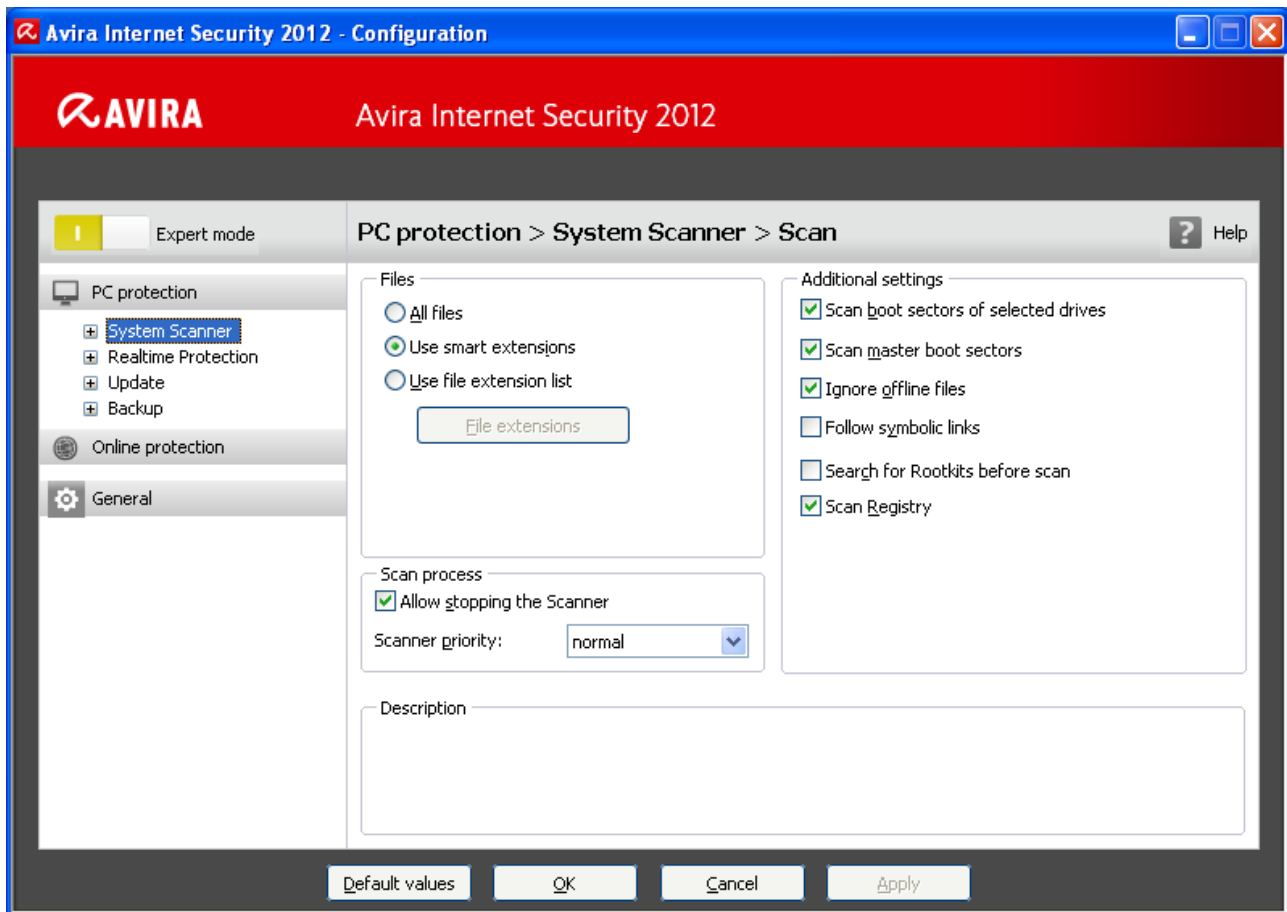 Avira Internet Security 2012 - Configuration
AVIRA
Avira Internet Security 2012
Expert mode
PC protection > System Scanner > Scan
? Help
PC protection
System Scanner
Realtime Protection
Update
Backup
Online protection
General
Files
All files
Use smart extensions
Use file extension list
File extensions
Additional settings
Scan boot sectors of selected drives
Scan master boot sectors
Ignore offline files
Follow symbolic links
Search for Rootkits before scan
Scan Registry
Scan process
Allow stopping the Scanner
Scanner priority: normal
Description
Default values
OK
Cancel
Apply